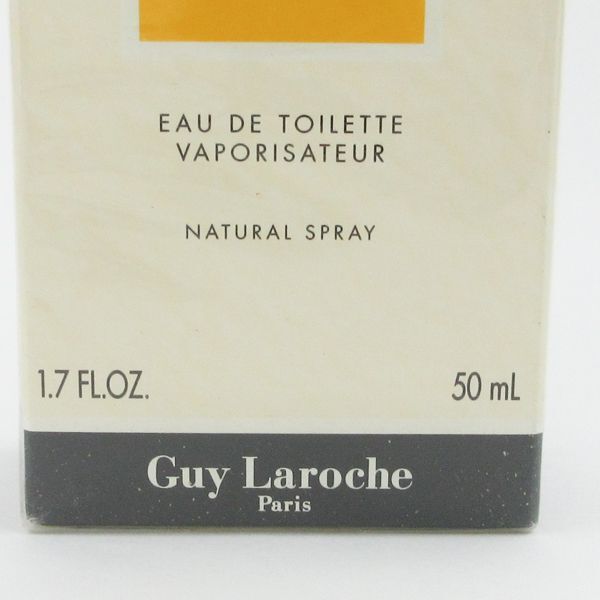 EAU DE TOILETTE
VAPORISATEUR
NATURAL SPRAY
1.7 FL.OZ. 50 mL
Guy Laroche
Paris